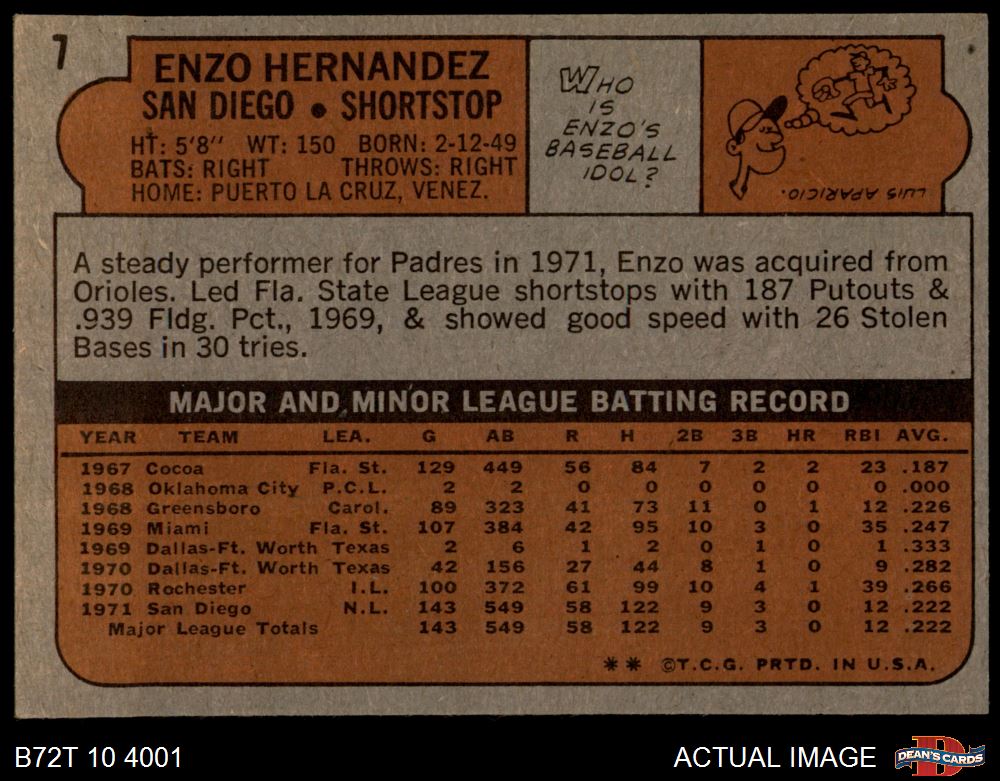 7
ENZO HERNANDEZ
SAN DIEGO • SHORTSTOP
HT: 5'8" WT: 150 BORN: 2-12-49
BATS: RIGHT THROWS: RIGHT
HOME: PUERTO LA CRUZ, VENEZ.
WHO
IS
ENZO'S
BASEBALL
IDOL?
LUIS APARICIO.
A steady performer for Padres in 1971, Enzo was acquired from
Orioles. Led Fla. State League shortstops with 187 Putouts &
.939 Fldg. Pct., 1969, & showed good speed with 26 Stolen
Bases in 30 tries.
MAJOR AND MINOR LEAGUE BATTING RECORD
YEAR TEAM LEA. G AB R H 2B 3B HR RBI AVG.
1967 Cocoa Fla. St. 129 449 56 84 7 2 2 23 .187
1968 Oklahoma City P.C.L. 2 2 0 0 0 0 0 0 .000
1968 Greensboro Carol. 89 323 41 73 11 0 1 12 .226
1969 Miami Fla. St. 107 384 42 95 10 3 0 35 .247
1969 Dallas-Ft. Worth Texas 2 6 1 2 0 1 0 1 .333
1970 Dallas-Ft. Worth Texas 42 156 27 44 8 1 0 9 .282
1970 Rochester I.L. 100 372 61 99 10 4 1 39 .266
1971 San Diego N.L. 143 549 58 122 9 3 0 12 .222
Major League Totals 143 549 58 122 9 3 0 12 .222
** ©T.C.G. PRTD. IN U.S.A.
B72T 10 4001
ACTUAL IMAGE
D
DEAN'S CARDS